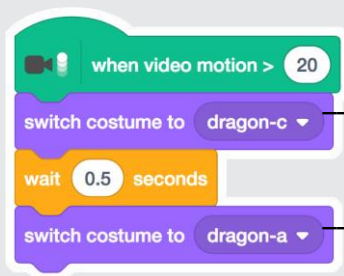 when video motion > 20
switch costume to dragon-c
wait 0.5 seconds
switch costume to dragon-a